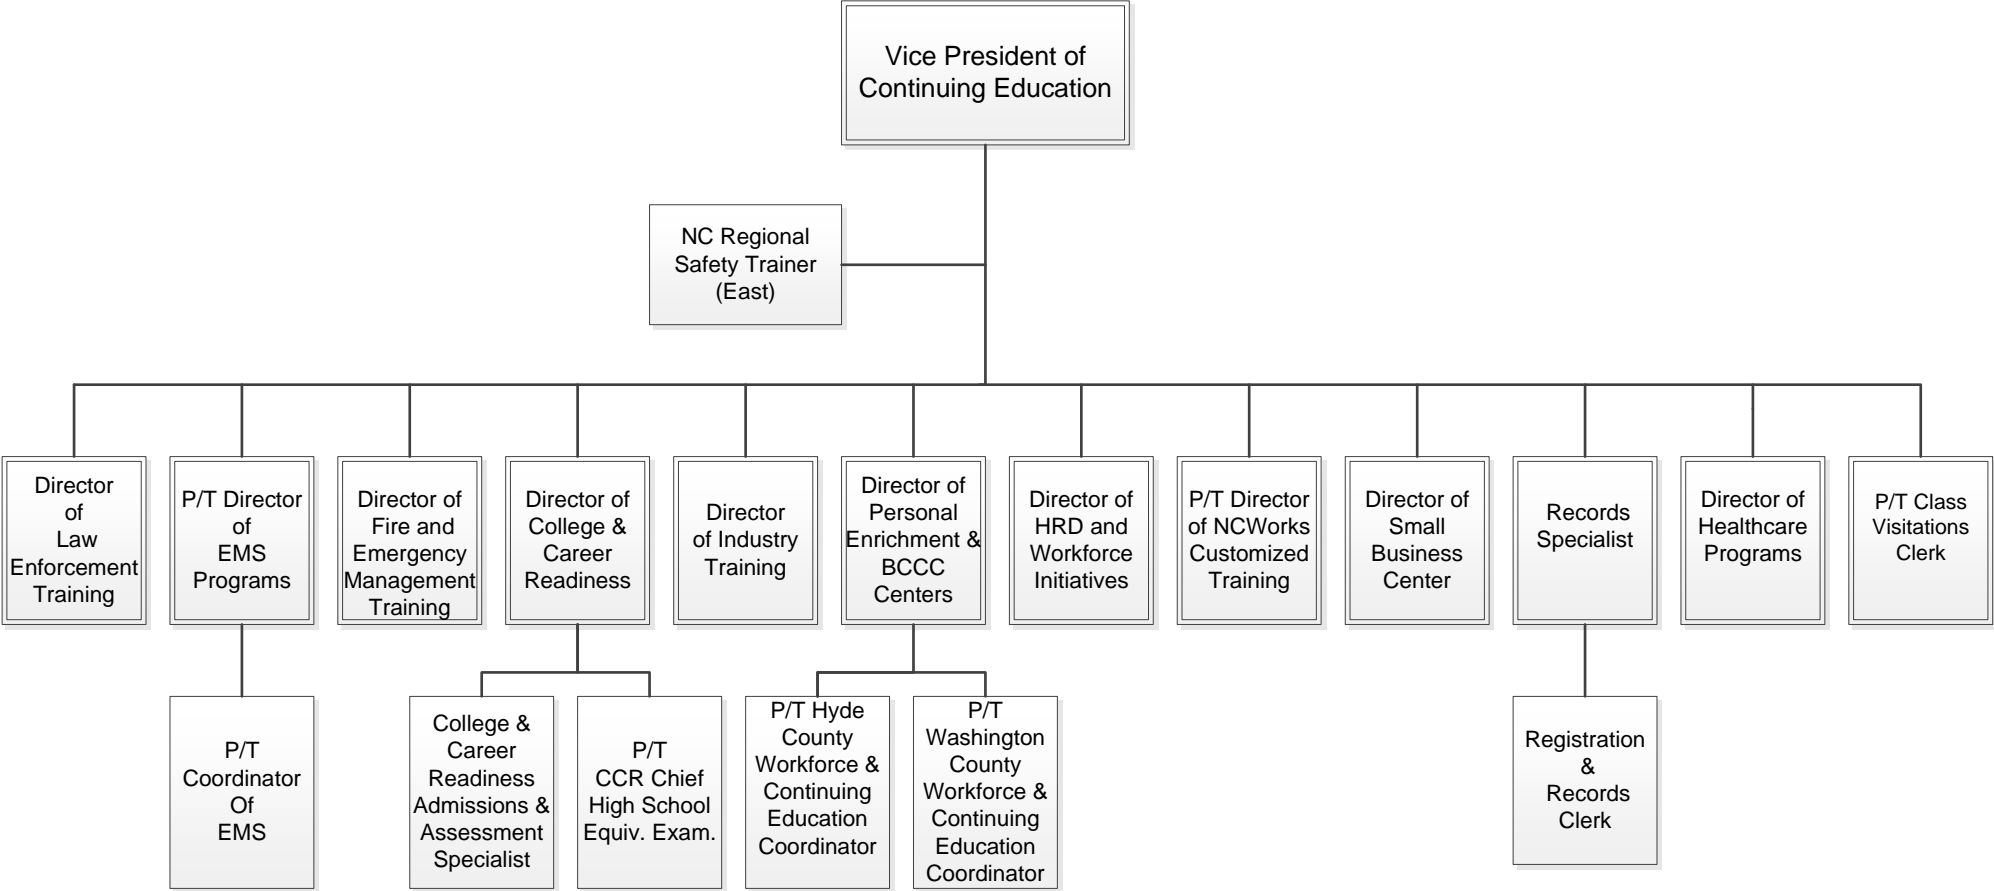 Vice President of
Continuing Education
NC Regional
Safety Trainer
(East)
Director
of
Law
Enforcement
Training
P/T Director
of
EMS
Programs
Director of
Fire and
Emergency
Management
Training
Director of
College &
Career
Readiness
Director
of Industry
Training
Director of
Personal
Enrichment &
BCCC
Centers
Director of
HRD and
Workforce
Initiatives
P/T Director
of NCWorks
Customized
Training
Director of
Small
Business
Center
Records
Specialist
Director of
Healthcare
Programs
P/T Class
Visitations
Clerk
P/T
Coordinator
Of
EMS
College &
Career
Readiness
Admissions &
Assessment
Specialist
P/T
CCR Chief
High School
Equiv. Exam.
P/T Hyde
County
Workforce &
Continuing
Education
Coordinator
P/T
Washington
County
Workforce &
Continuing
Education
Coordinator
Registration
&
Records
Clerk